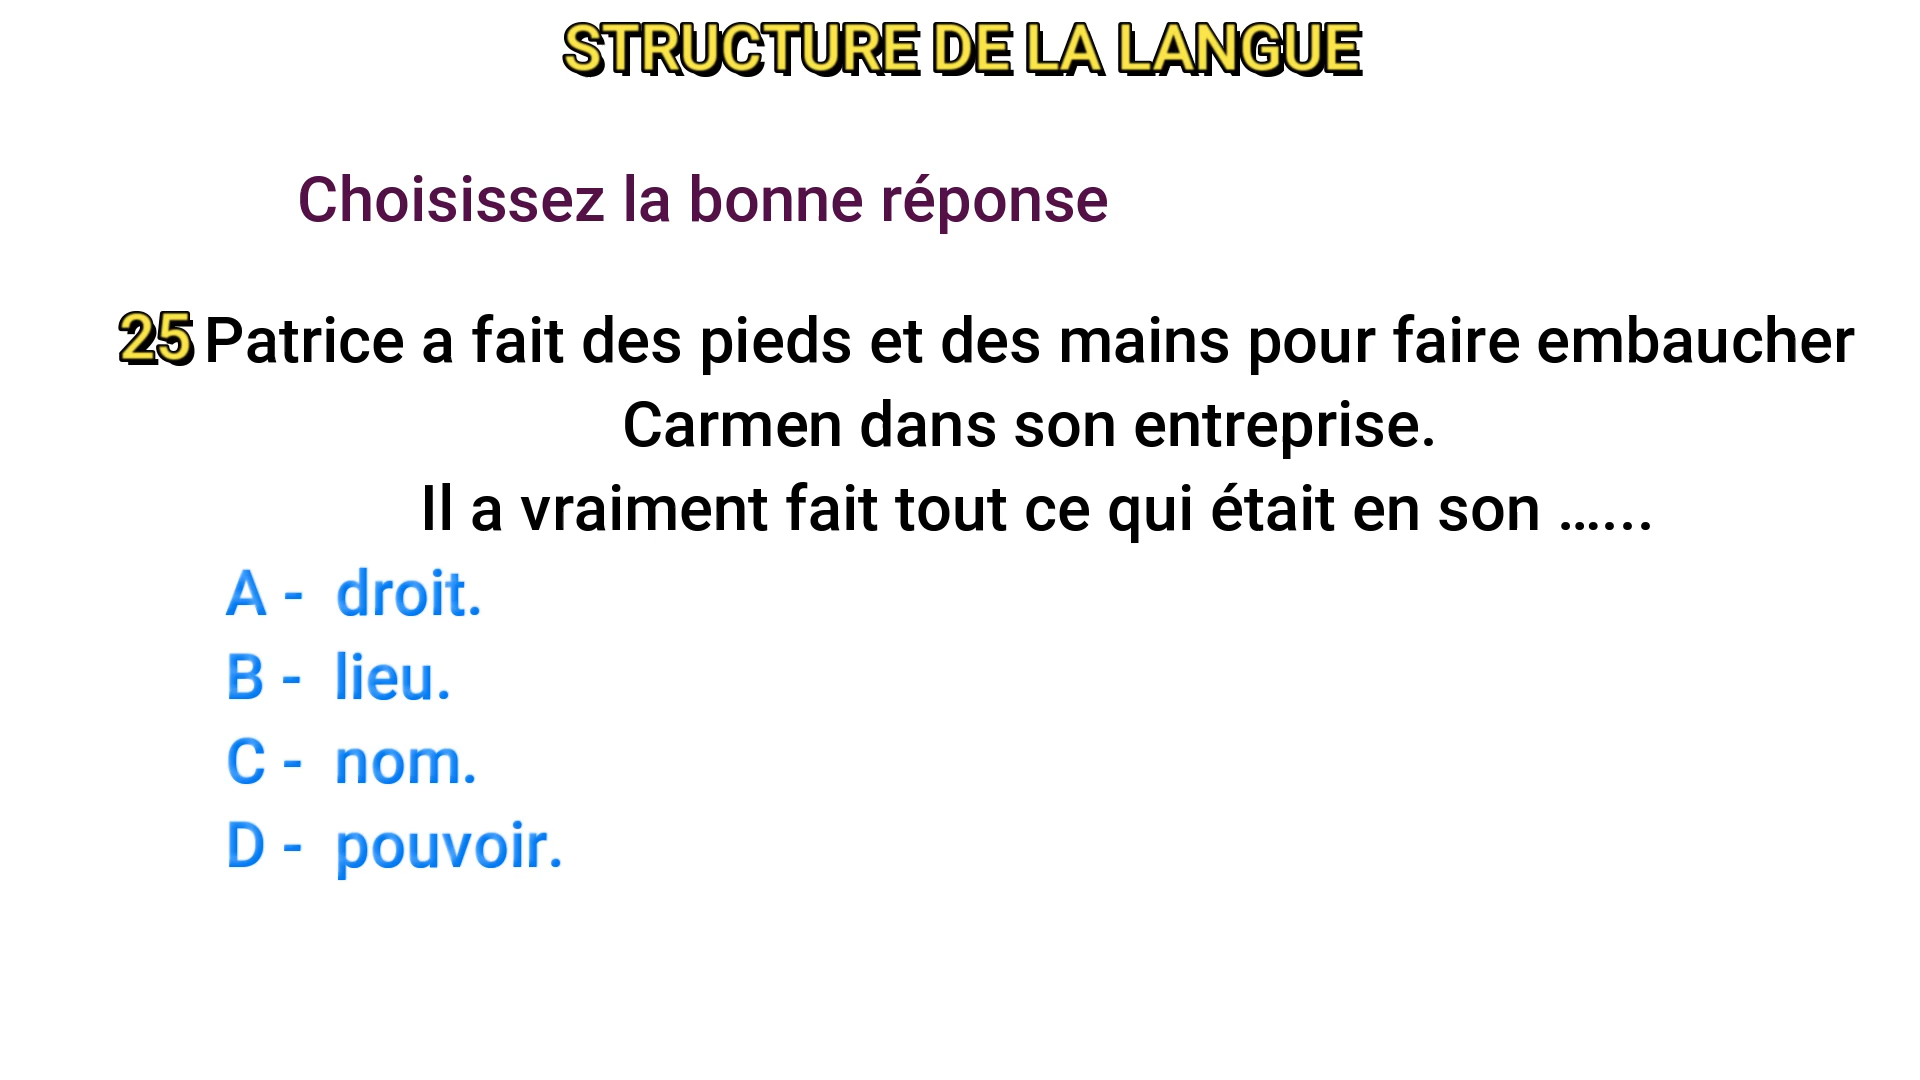 STRUCTURE DE LA LANGUE
Choisissez la bonne réponse
25 Patrice a fait des pieds et des mains pour faire embaucher
Carmen dans son entreprise.
Il a vraiment fait tout ce qui était en son ......
A - droit.
B - lieu.
C - nom.
D - pouvoir.